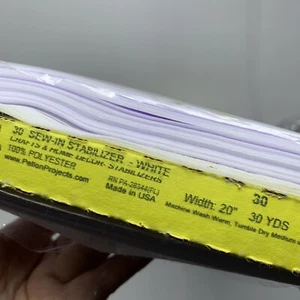 30 SEW-IN STABILIZER - WHITE
CRAFTS & HOME DECOR STABILIZERS
100% POLYESTER
www.PellonProjects.com
Made in USA
30
Width: 20" 30 YDS
Machine Wash Warm, Tumble Dry Medium